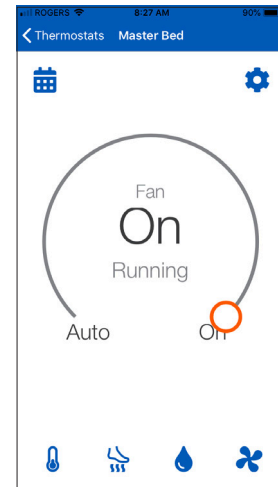 ROGERS 8:27 AM 90%
Thermostats Master Bed
Fan
On
Running
Auto On